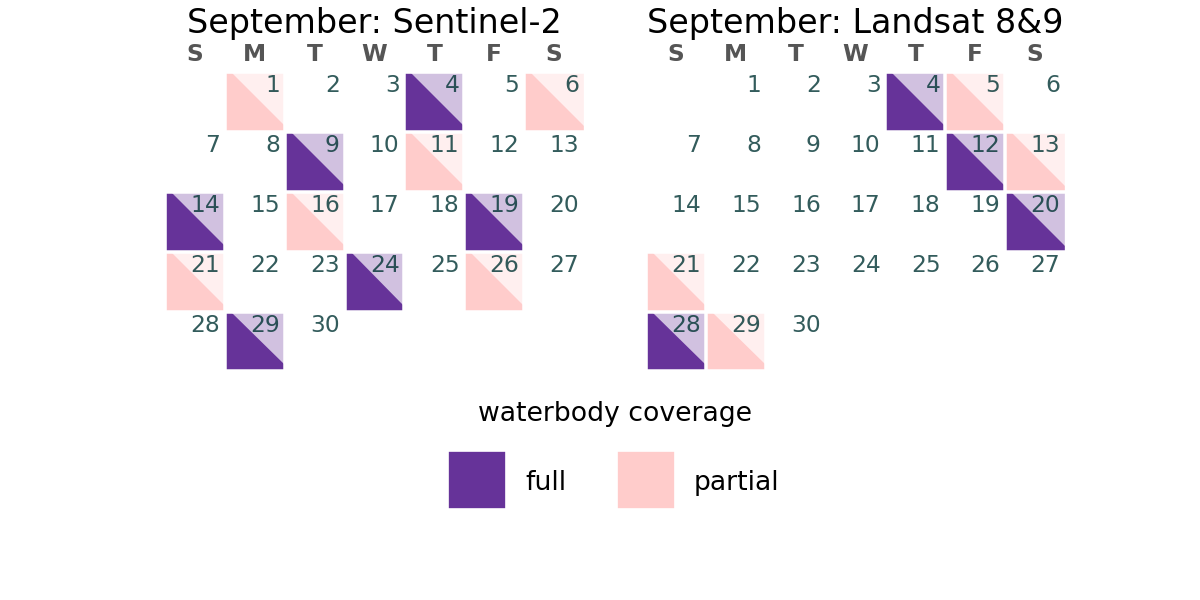 September: Sentinel-2
S M T W T F S
1 2 3 4 5 6
7 8 9 10 11 12 13
14 15 16 17 18 19 20
21 22 23 24 25 26 27
28 29 30
September: Landsat 8&9
S M T W T F S
1 2 3 4 5 6
7 8 9 10 11 12 13
14 15 16 17 18 19 20
21 22 23 24 25 26 27
28 29 30
waterbody coverage
full partial